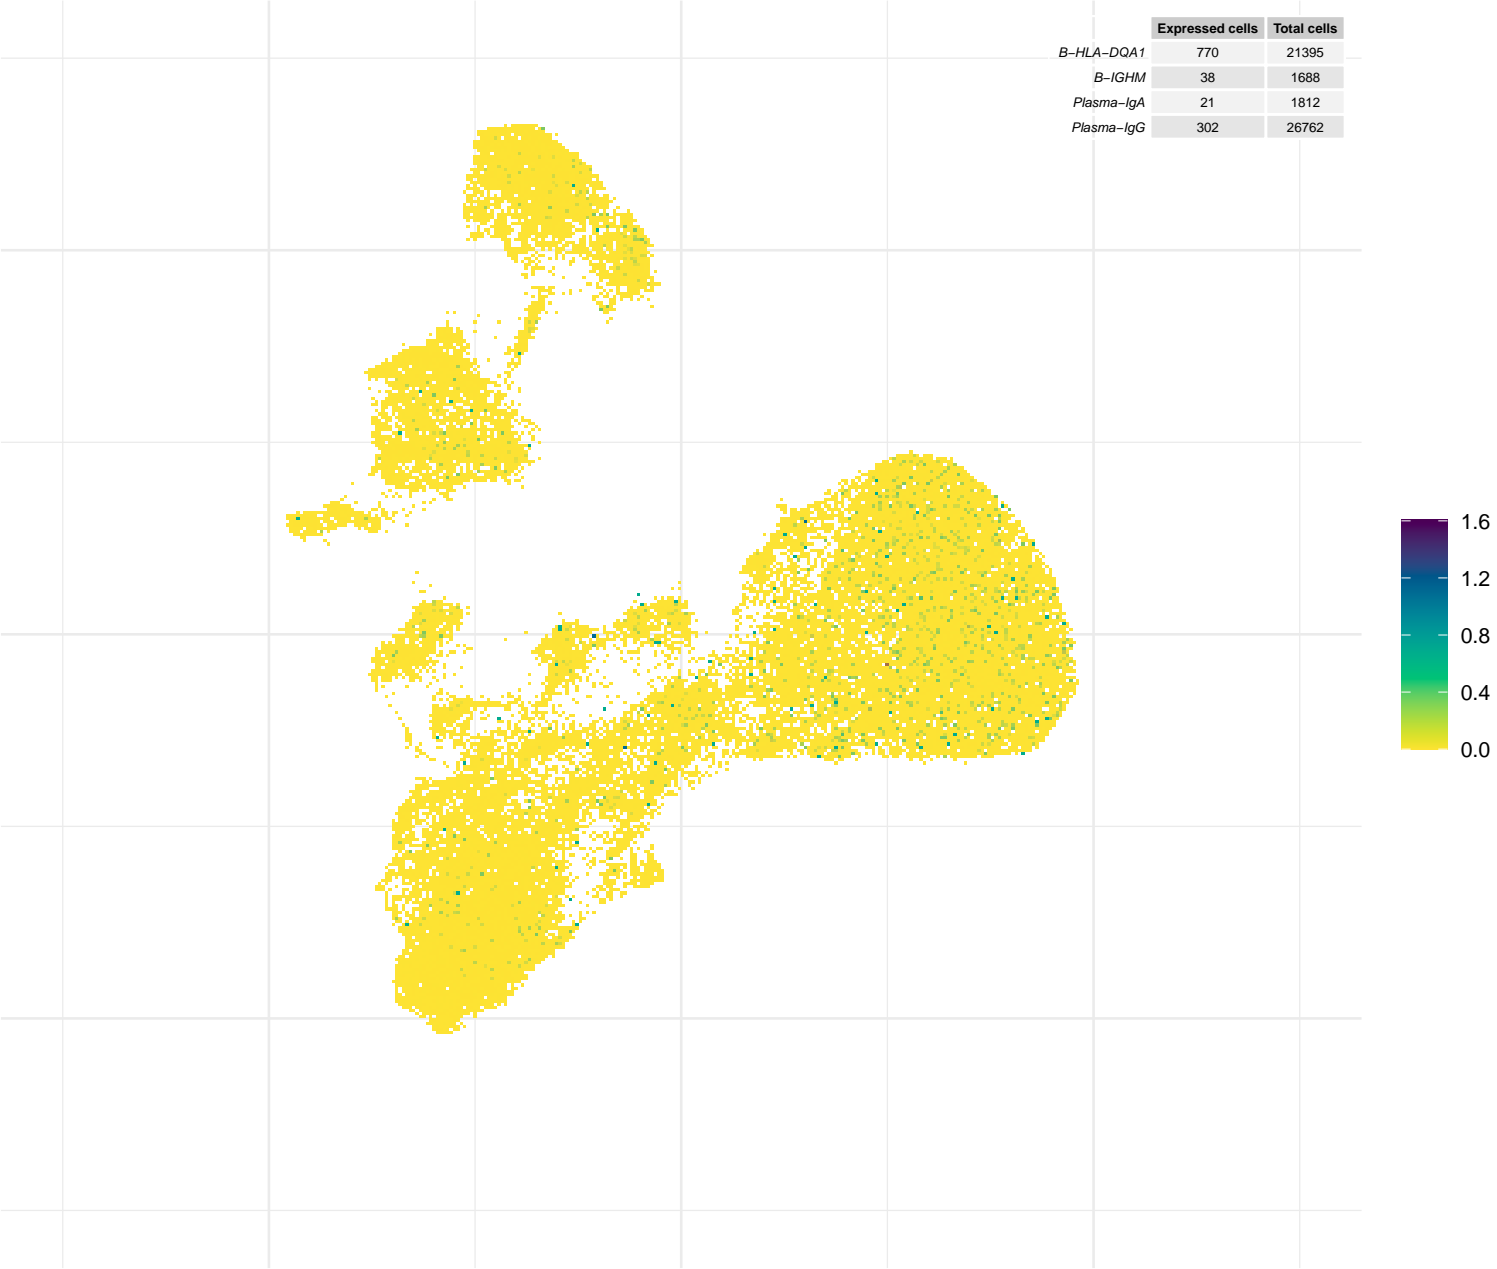 Expressed cells Total cells
B−HLA−DQA1 770 21395
B−IGHM 38 1688
Plasma−IgA 21 1812
Plasma−IgG 302 26762
1.6
1.2
0.8
0.4
0.0